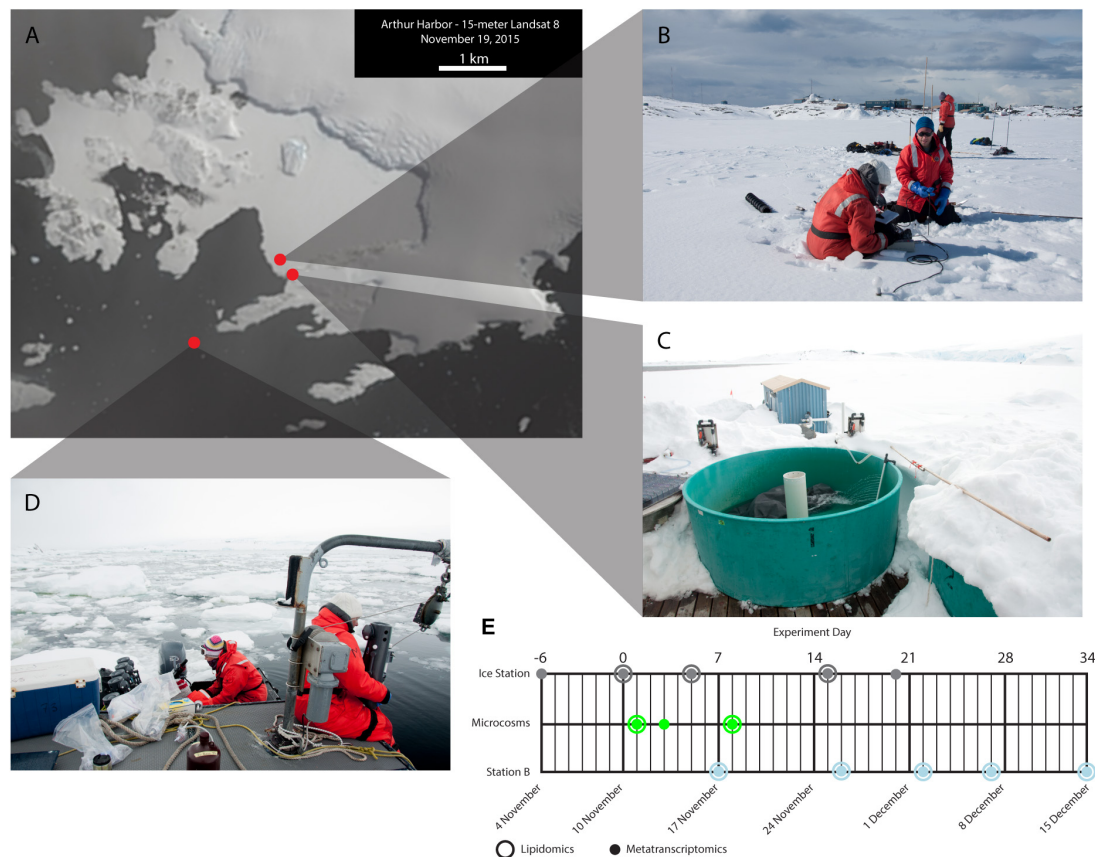 A
Arthur Harbor - 15-meter Landsat 8
November 19, 2015
1 km
B
C
D
E
Experiment Day
-6 0 7 14 21 28 34
Ice Station
Microcosms
Station B
4 November
10 November
17 November
24 November
1 December
8 December
15 December
Lipidomics
Metatranscriptomics